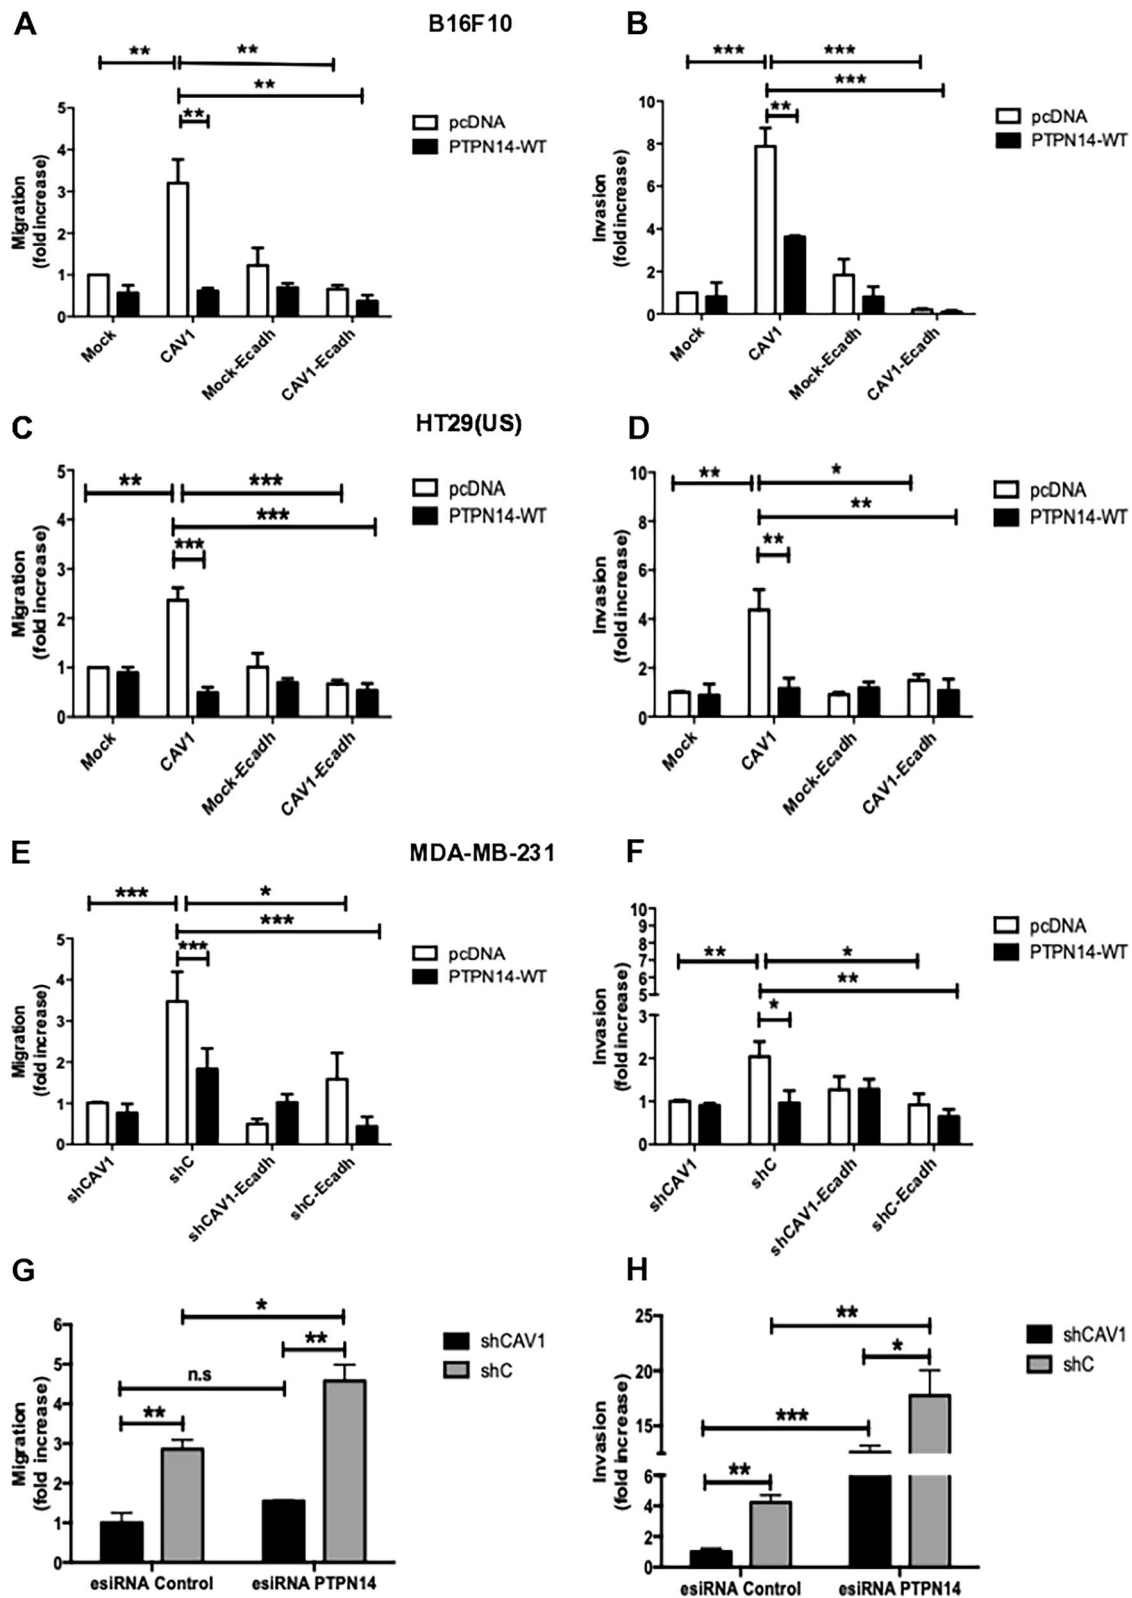 A B16F10 B
** ** *** ***
** ***
** **
5 4 3 2 1 0 10 8 6 4 2 0
Migration (fold increase)
Invasion (fold increase)
pcDNA pcDNA
PTPN14-WT PTPN14-WT
Mock CAV1 Mock-Ecadh CAV1-Ecadh Mock CAV1 Mock-Ecadh CAV1-Ecadh
C HT29(US) D
** *** ** *
*** **
*** **
5 4 3 2 1 0 10 8 6 4 2 0
Migration (fold increase)
Invasion (fold increase)
pcDNA pcDNA
PTPN14-WT PTPN14-WT
Mock CAV1 Mock-Ecadh CAV1-Ecadh Mock CAV1 Mock-Ecadh CAV1-Ecadh
E MDA-MB-231 F
*** * ** *
*** **
*** *
5 4 3 2 1 0 10 9 8 7 6 5 3 2 1 0
Migration (fold increase)
Invasion (fold increase)
pcDNA pcDNA
PTPN14-WT PTPN14-WT
shCAV1 shC shCAV1-Ecadh shC-Ecadh shCAV1 shC shCAV1-Ecadh shC-Ecadh
G H
* **
** *
n.s ***
** **
6 5 4 3 2 1 0 25 20 15 6 4 2 0
Migration (fold increase)
Invasion (fold increase)
shCAV1 shCAV1
shC shC
esiRNA Control esiRNA PTPN14 esiRNA Control esiRNA PTPN14